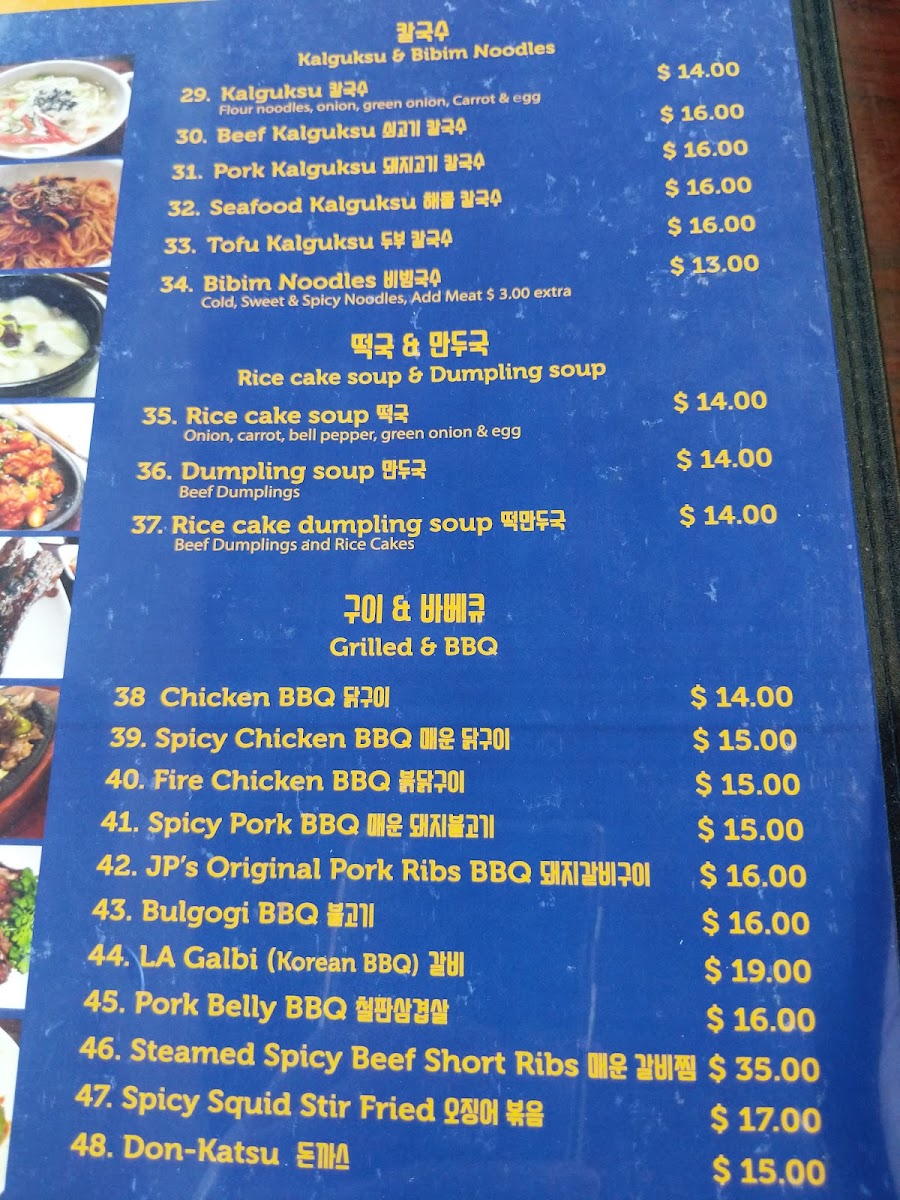 칼국수
Kalguksu & Bibim Noodles
29. Kalguksu 칼국수 $ 14.00
Flour noodles, onion, green onion, Carrot & egg
30. Beef Kalguksu 쇠고기 칼국수 $ 16.00
31. Pork Kalguksu 돼지고기 칼국수 $ 16.00
32. Seafood Kalguksu 해물 칼국수 $ 16.00
33. Tofu Kalguksu 두부 칼국수 $ 16.00
34. Bibim Noodles 비빔국수 $ 13.00
Cold, Sweet & Spicy Noodles, Add Meat $ 3.00 extra
떡국 & 만두국
Rice cake soup & Dumpling soup
35. Rice cake soup 떡국 $ 14.00
Onion, carrot, bell pepper, green onion & egg
36. Dumpling soup 만두국 $ 14.00
Beef Dumplings
37. Rice cake dumpling soup 떡만두국 $ 14.00
Beef Dumplings and Rice Cakes
구이 & 바베큐
Grilled & BBQ
38 Chicken BBQ 닭구이 $ 14.00
39. Spicy Chicken BBQ 매운 닭구이 $ 15.00
40. Fire Chicken BBQ 불닭구이 $ 15.00
41. Spicy Pork BBQ 매운 돼지불고기 $ 15.00
42. JP's Original Pork Ribs BBQ 돼지갈비구이 $ 16.00
43. Bulgogi BBQ 불고기 $ 16.00
44. LA Galbi (Korean BBQ) 갈비 $ 19.00
45. Pork Belly BBQ 철판삼겹살 $ 16.00
46. Steamed Spicy Beef Short Ribs 매운 갈비찜 $ 35.00
47. Spicy Squid Stir Fried 오징어 볶음 $ 17.00
48. Don-Katsu 돈까스 $ 15.00